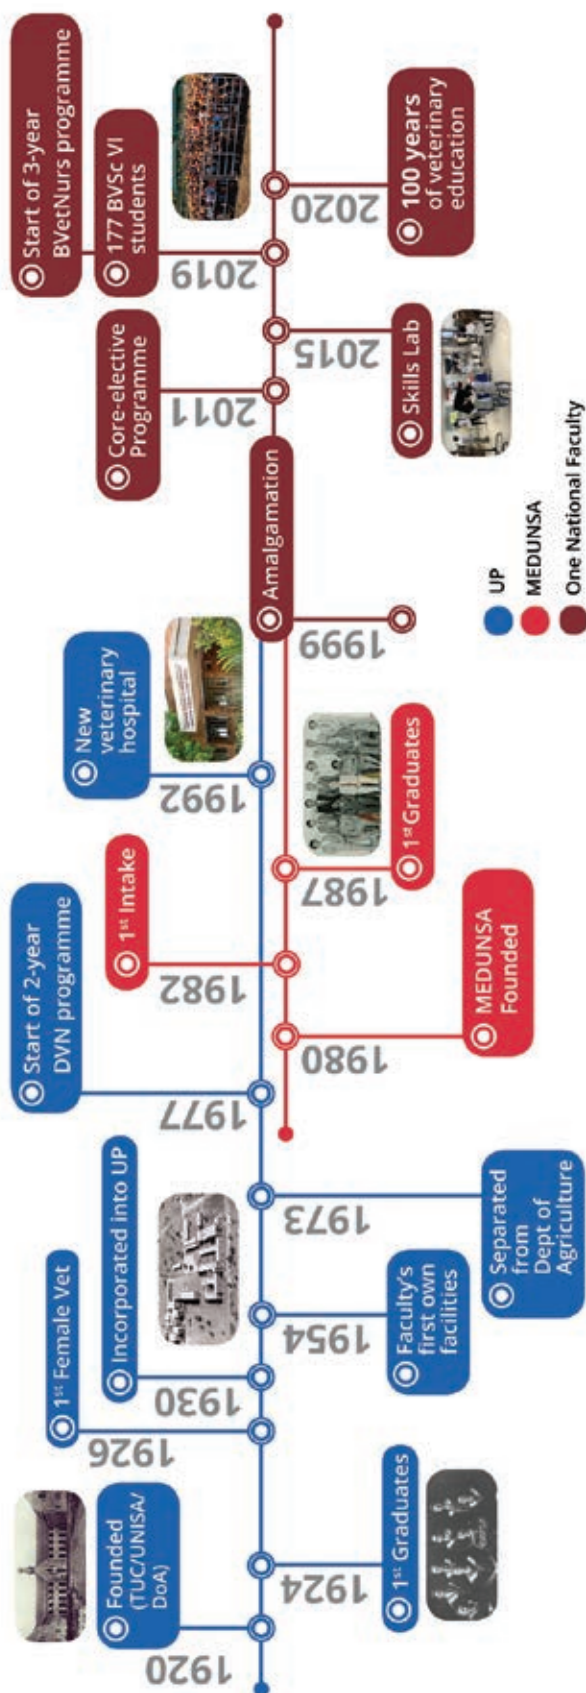 1920
Founded
(TUC/UNISA/
DoA)
1924
1st Graduates
1926
1st Female Vet
1930
Incorporated into UP
1954
Faculty's
first own
facilities
1973
Separated
from
Dept of
Agriculture
1977
Start of 2-year
DVN programme
1980
MEDUNSA
Founded
1982
1st Intake
1987
1st Graduates
1992
New
veterinary
hospital
1999
Amalgamation
2011
Core-elective
Programme
2015
Skills Lab
2019
Start of 3-year
BVetNurs programme
177 BVSc VI
students
2020
100 years
of veterinary
education
UP
MEDUNSA
One National Faculty